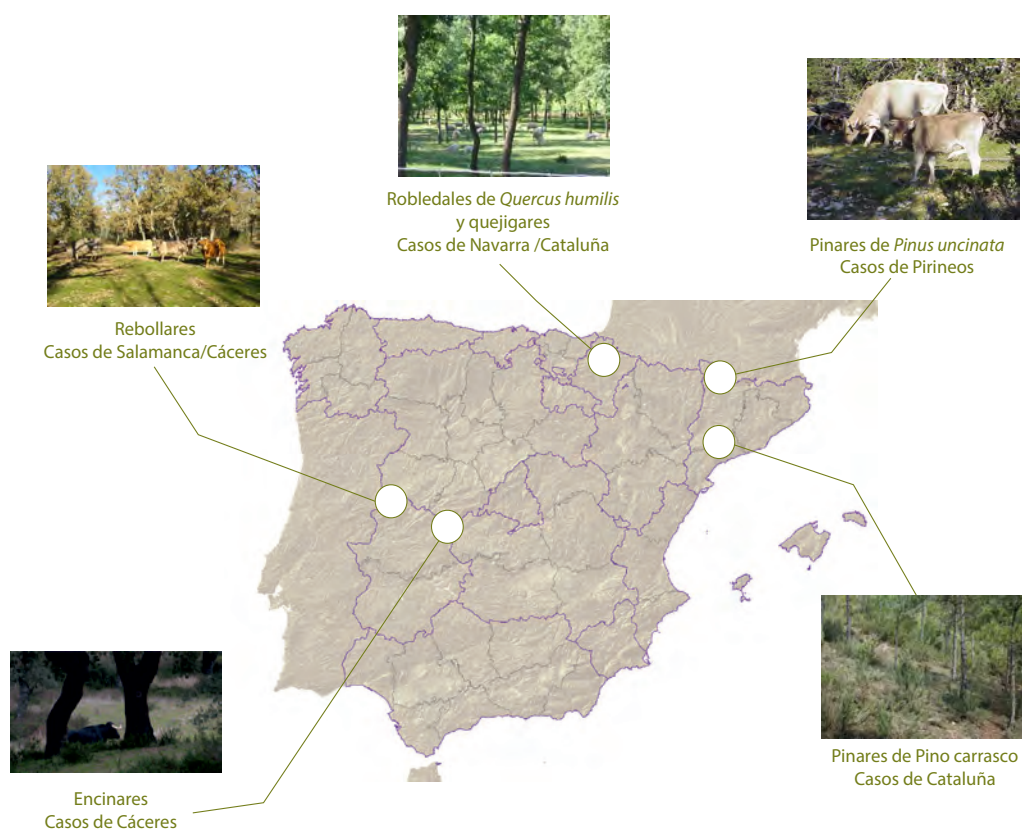 Robledales de Quercus humilis
y quejigares
Casos de Navarra /Cataluña
Pinares de Pinus uncinata
Casos de Pirineos
Rebollares
Casos de Salamanca/Cáceres
Pinares de Pino carrasco
Casos de Cataluña
Encinares
Casos de Cáceres